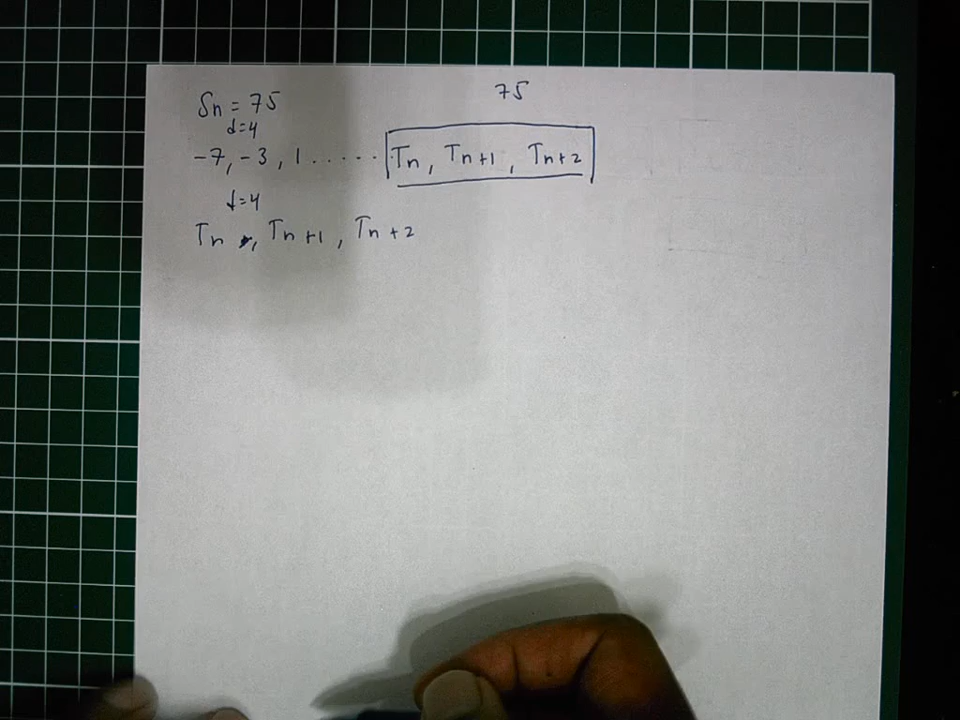 Sn = 75
75
d=4
-7, -3, 1 ...... Tn, Tn+1, Tn+2
d=4
Tn, Tn+1, Tn+2